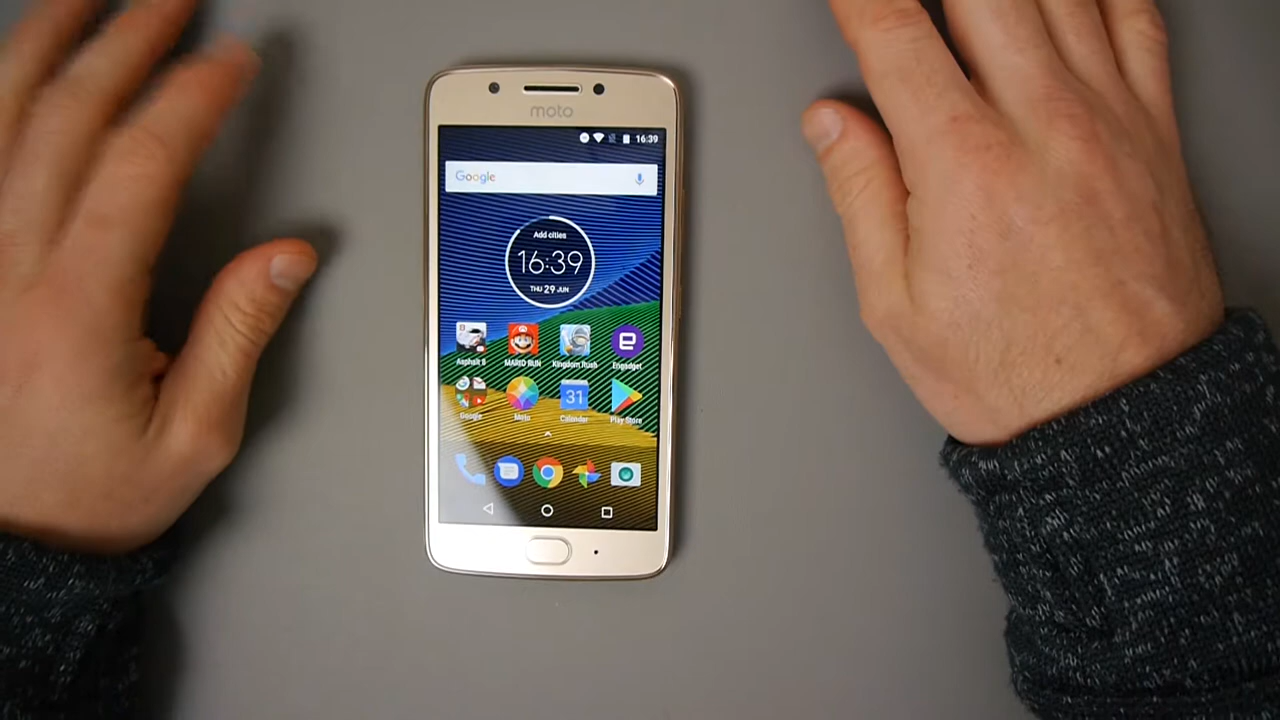 moto
16:39
Google
Add cities
16:39
THU 29 JUN
Asphalt 8
MARIO RUN
Kingdom Rush
Engadget
Google
Moto
31
Calendar
Play Store